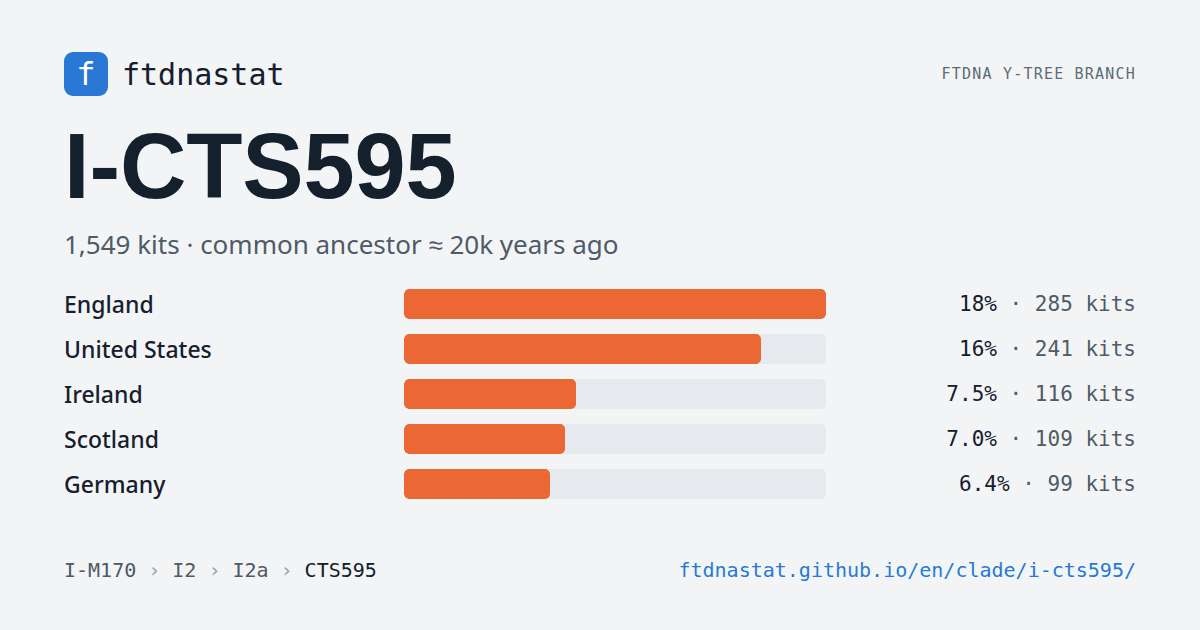 f ftdnastat
FTDNA Y-TREE BRANCH
I-CTS595
1,549 kits · common ancestor ≈ 20k years ago
England 18% · 285 kits
United States 16% · 241 kits
Ireland 7.5% · 116 kits
Scotland 7.0% · 109 kits
Germany 6.4% · 99 kits
I-M170 › I2 › I2a › CTS595
ftdnastat.github.io/en/clade/i-cts595/